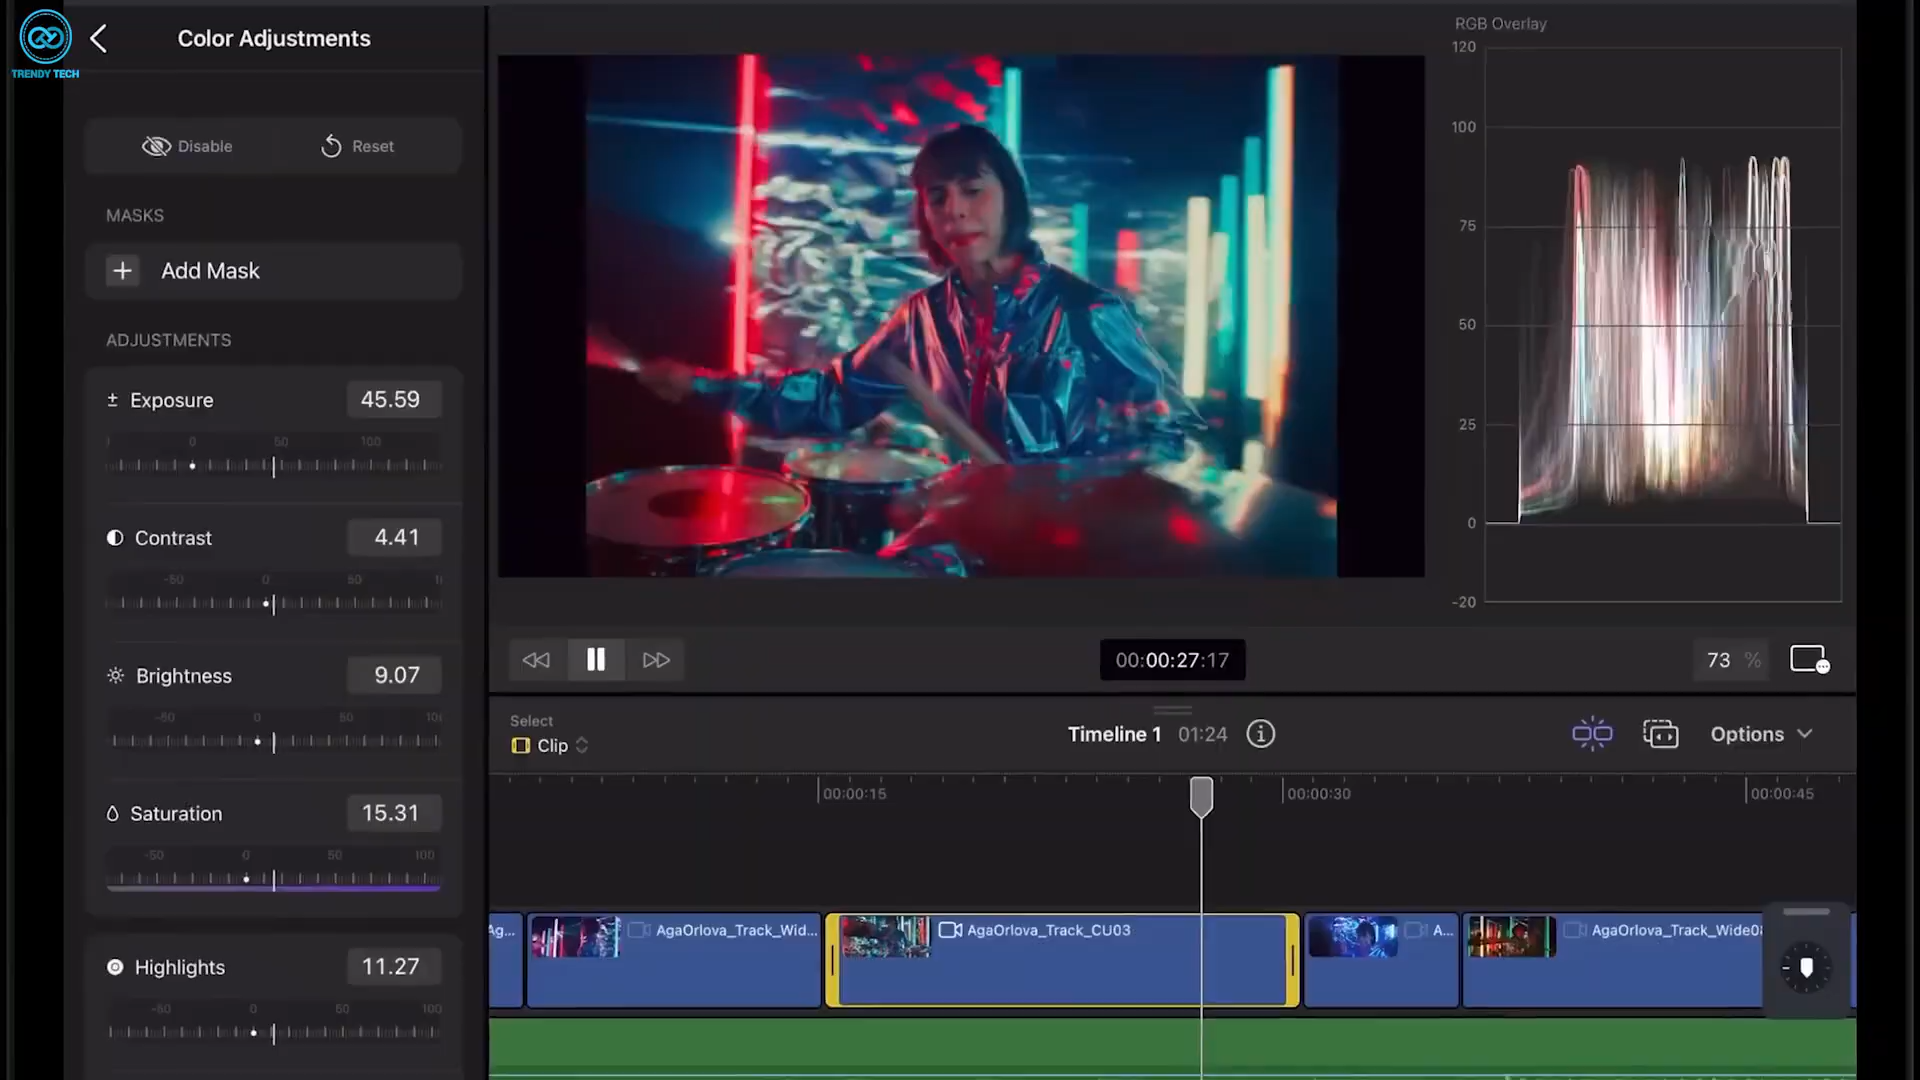 TRENDY TECH
Color Adjustments
Disable
Reset
MASKS
Add Mask
ADJUSTMENTS
Exposure 45.59
0 50 100
Contrast 4.41
-50 0 50
Brightness 9.07
-50 0 50 100
Saturation 15.31
-50 0 50 100
Highlights 11.27
-50 0 50 100
RGB Overlay
120
100
75
50
25
0
-20
00:00:27:17
73 %
Select
Clip
Timeline 1 01:24
Options
00:00:15
00:00:30
00:00:45
Ag...
AgaOrlova_Track_Wid...
AgaOrlova_Track_CU03
A...
AgaOrlova_Track_Wide0